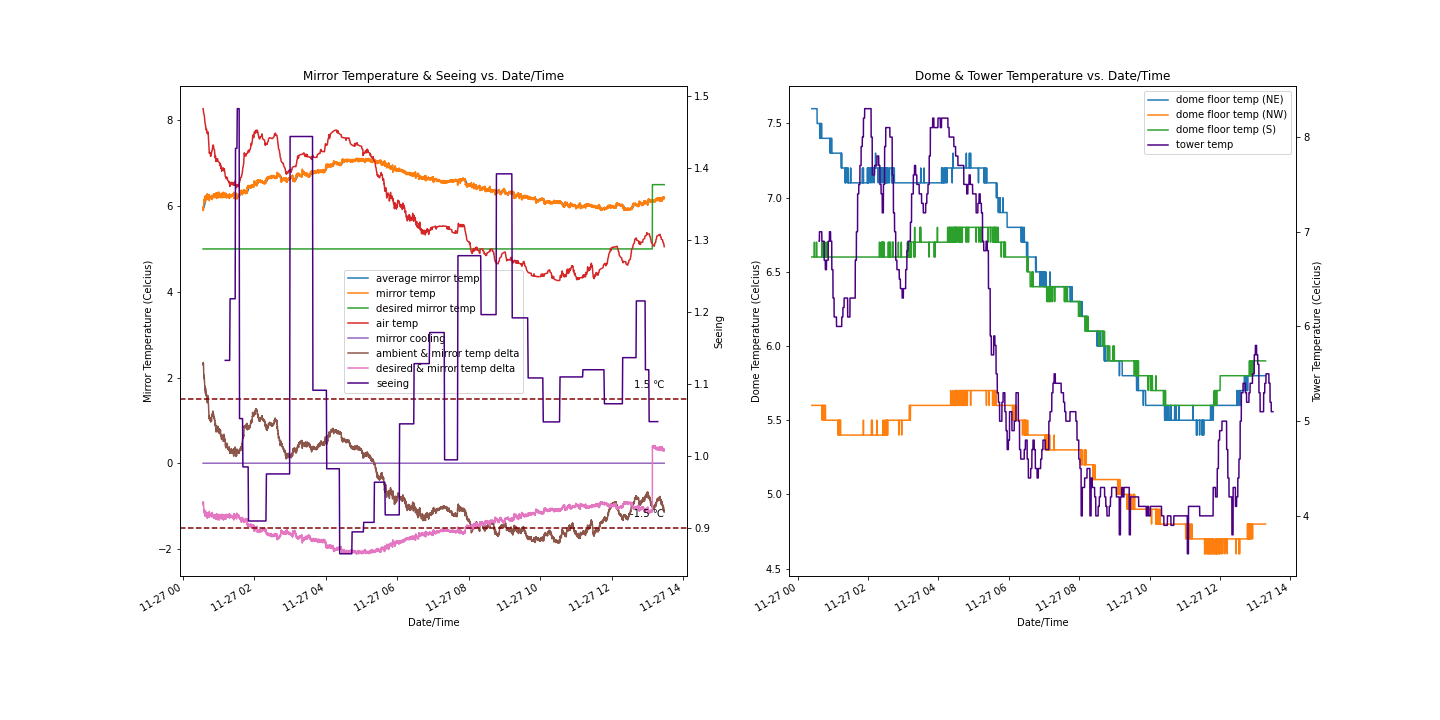 Mirror Temperature & Seeing vs. Date/Time
Mirror Temperature (Celcius)
8
6
4
2
0
−2
1.5
1.4
1.3
1.2
1.1
1.0
0.9
Seeing
average mirror temp
mirror temp
desired mirror temp
air temp
mirror cooling
ambient & mirror temp delta
desired & mirror temp delta
seeing
1.5 °C
-1.5 °C
11-27 00
11-27 02
11-27 04
11-27 06
11-27 08
11-27 10
11-27 12
11-27 14
Date/Time
Dome & Tower Temperature vs. Date/Time
Dome Temperature (Celcius)
7.5
7.0
6.5
6.0
5.5
5.0
4.5
dome floor temp (NE)
dome floor temp (NW)
dome floor temp (S)
tower temp
8
7
6
5
4
Tower Temperature (Celcius)
11-27 00
11-27 02
11-27 04
11-27 06
11-27 08
11-27 10
11-27 12
11-27 14
Date/Time